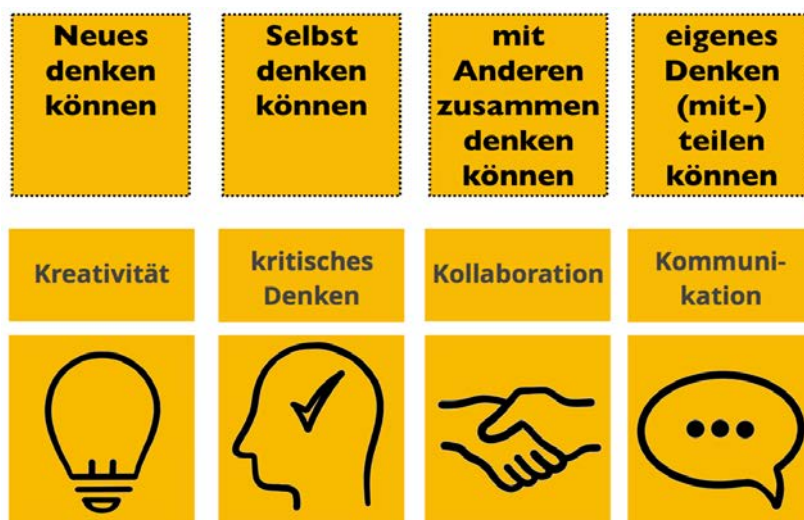 Neues
denken
können
Selbst
denken
können
mit
Anderen
zusammen
denken
können
eigenes
Denken
(mit-)
teilen
können
Kreativität
kritisches
Denken
Kollaboration
Kommuni-
kation